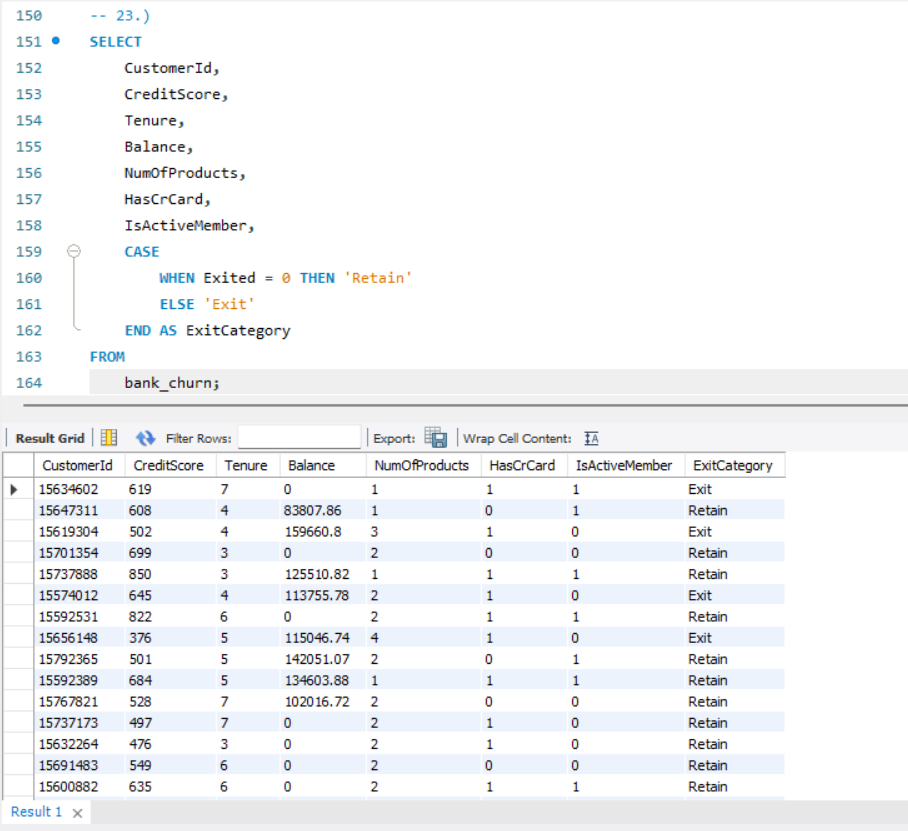 150 -- 23.)
151 SELECT
152 CustomerId,
153 CreditScore,
154 Tenure,
155 Balance,
156 NumOfProducts,
157 HasCrCard,
158 IsActiveMember,
159 CASE
160 WHEN Exited = 0 THEN 'Retain'
161 ELSE 'Exit'
162 END AS ExitCategory
163 FROM
164 bank_churn;
Result Grid Filter Rows: Export: Wrap Cell Content: IA
CustomerId CreditScore Tenure Balance NumOfProducts HasCrCard IsActiveMember ExitCategory
15634602 619 7 0 1 1 1 Exit
15647311 608 4 83807.86 1 0 1 Retain
15619304 502 4 159660.8 3 1 0 Exit
15701354 699 3 0 2 0 0 Retain
15737888 850 3 125510.82 1 1 1 Retain
15574012 645 4 113755.78 2 1 0 Exit
15592531 822 6 0 2 1 1 Retain
15656148 376 5 115046.74 4 1 0 Exit
15792365 501 5 142051.07 2 0 1 Retain
15592389 684 5 134603.88 1 1 1 Retain
15767821 528 7 102016.72 2 0 0 Retain
15737173 497 7 0 2 1 0 Retain
15632264 476 3 0 2 1 0 Retain
15691483 549 6 0 2 0 0 Retain
15600882 635 6 0 2 1 1 Retain
Result 1